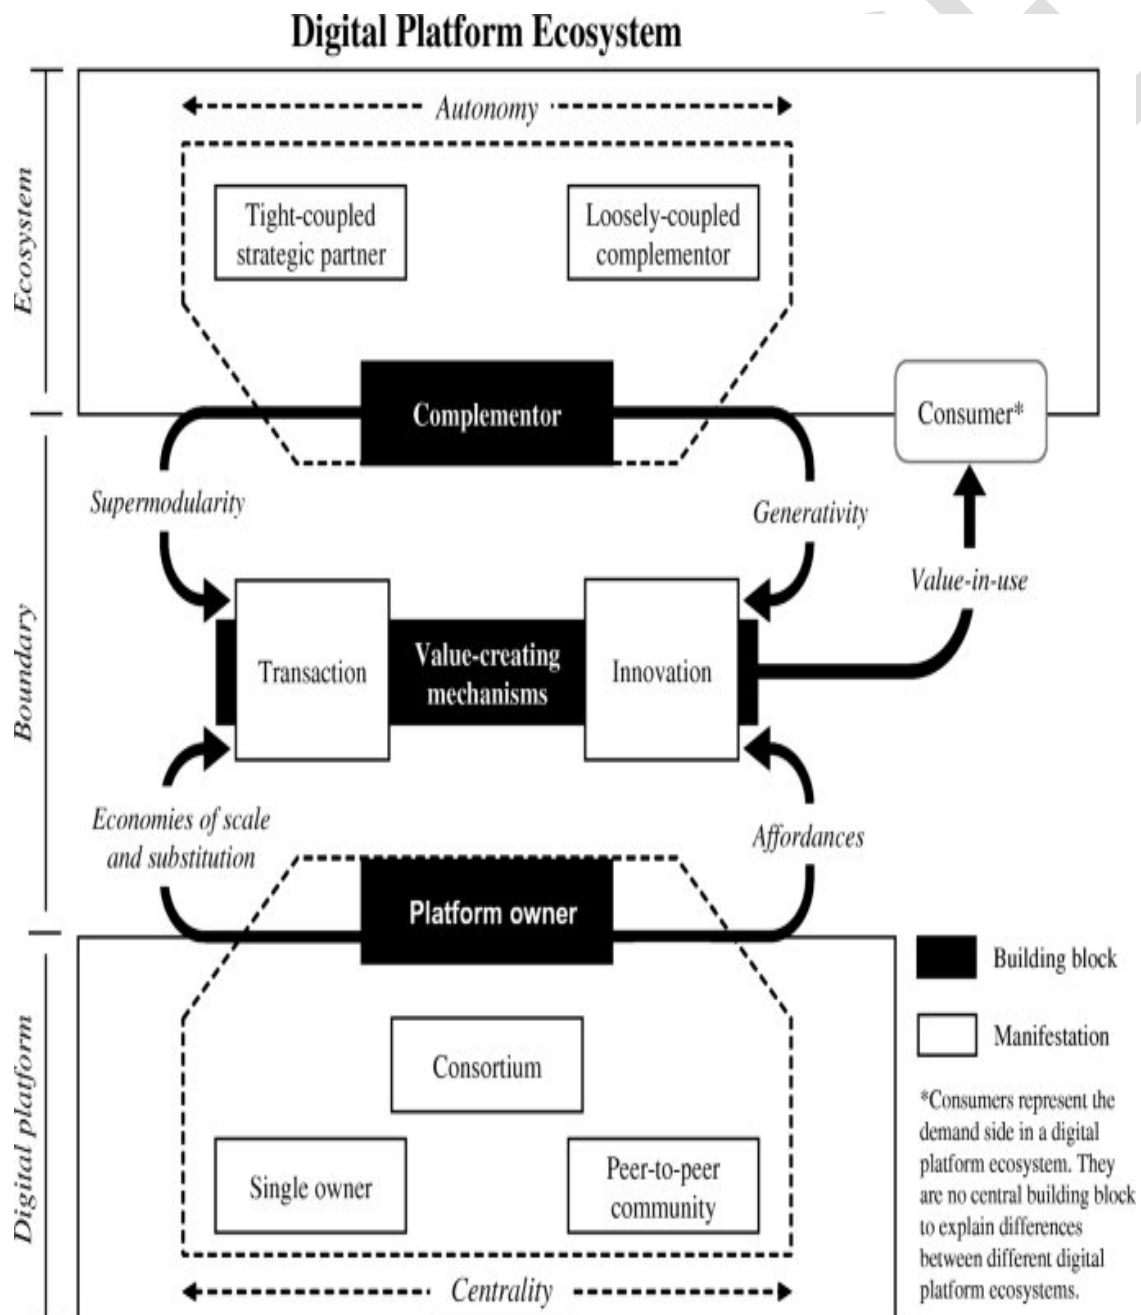 Digital Platform Ecosystem
Ecosystem
Autonomy
Tight-coupled
strategic partner
Loosely-coupled
complementor
Complementor
Consumer*
Boundary
Supermodularity
Generativity
Value-in-use
Transaction
Value-creating
mechanisms
Innovation
Economies of scale
and substitution
Affordances
Platform owner
Digital platform
Consortium
Single owner
Peer-to-peer
community
Centrality
Building block
Manifestation
*Consumers represent the
demand side in a digital
platform ecosystem. They
are no central building block
to explain differences
between different digital
platform ecosystems.